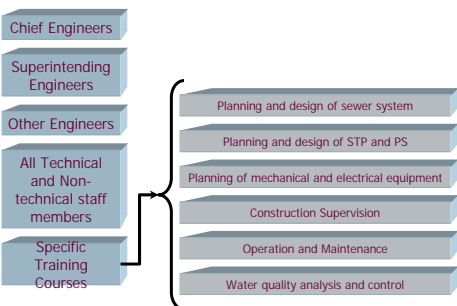 Chief Engineers
Superintending
Engineers
Other Engineers
All Technical
and Non-
technical staff
members
Specific
Training
Courses
Planning and design of sewer system
Planning and design of STP and PS
Planning of mechanical and electrical equipment
Construction Supervision
Operation and Maintenance
Water quality analysis and control